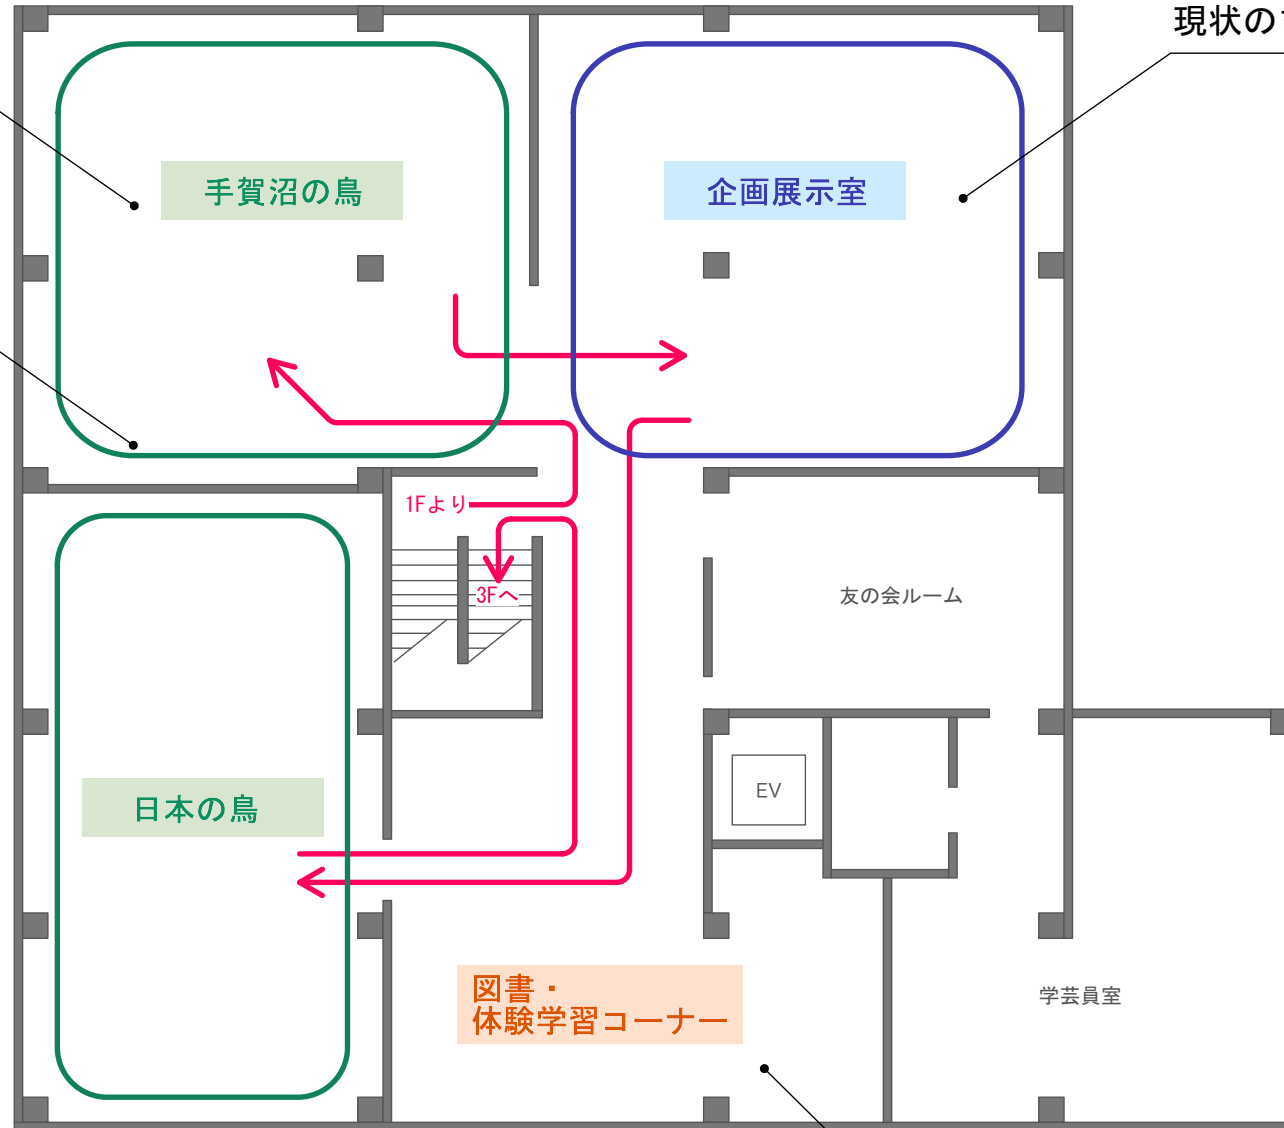 現状の
手賀沼の鳥
企画展示室
1Fより
3Fへ
友の会ルーム
EV
日本の鳥
図書・
体験学習コーナー
学芸員室